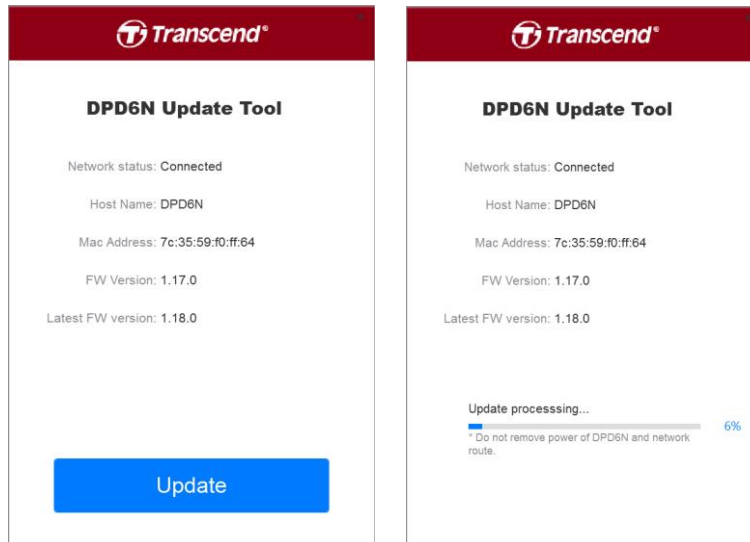 Transcend®
DPD6N Update Tool
Network status: Connected
Host Name: DPD6N
Mac Address: 7c:35:59:f0:ff:64
FW Version: 1.17.0
Latest FW version: 1.18.0
Update
Transcend®
DPD6N Update Tool
Network status: Connected
Host Name: DPD6N
Mac Address: 7c:35:59:f0:ff:64
FW Version: 1.17.0
Latest FW version: 1.18.0
Update processsing...
6%
* Do not remove power of DPD6N and network
route.